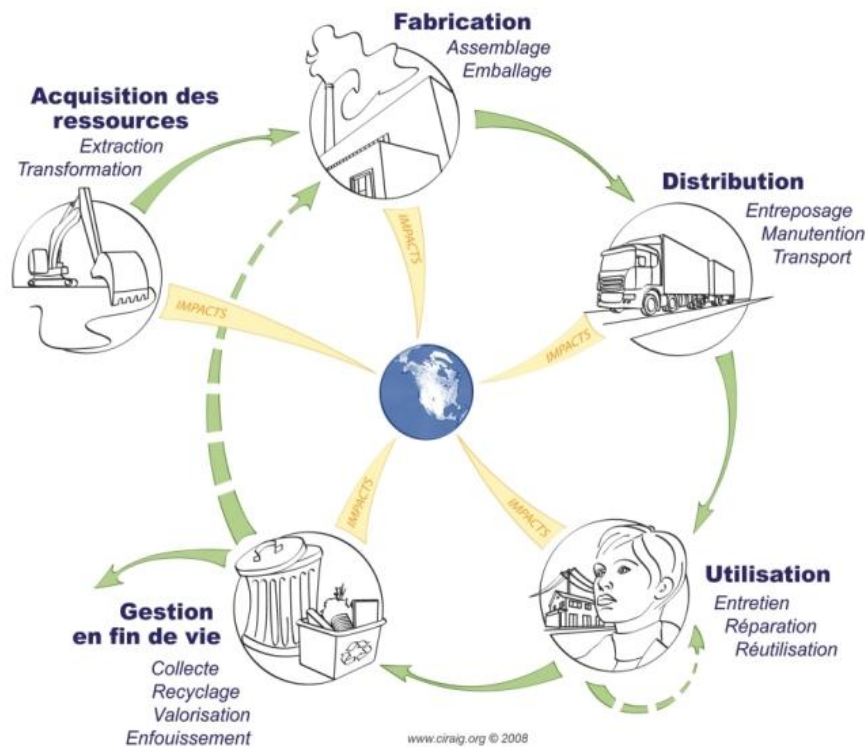 Fabrication
Assemblage
Emballage
Acquisition des
ressources
Extraction
Transformation
Distribution
Entreposage
Manutention
Transport
IMPACTS
IMPACTS
IMPACTS
IMPACTS
IMPACTS
Utilisation
Entretien
Réparation
Réutilisation
Gestion
en fin de vie
Collecte
Recyclage
Valorisation
Enfouissement
www.ciraig.org © 2008